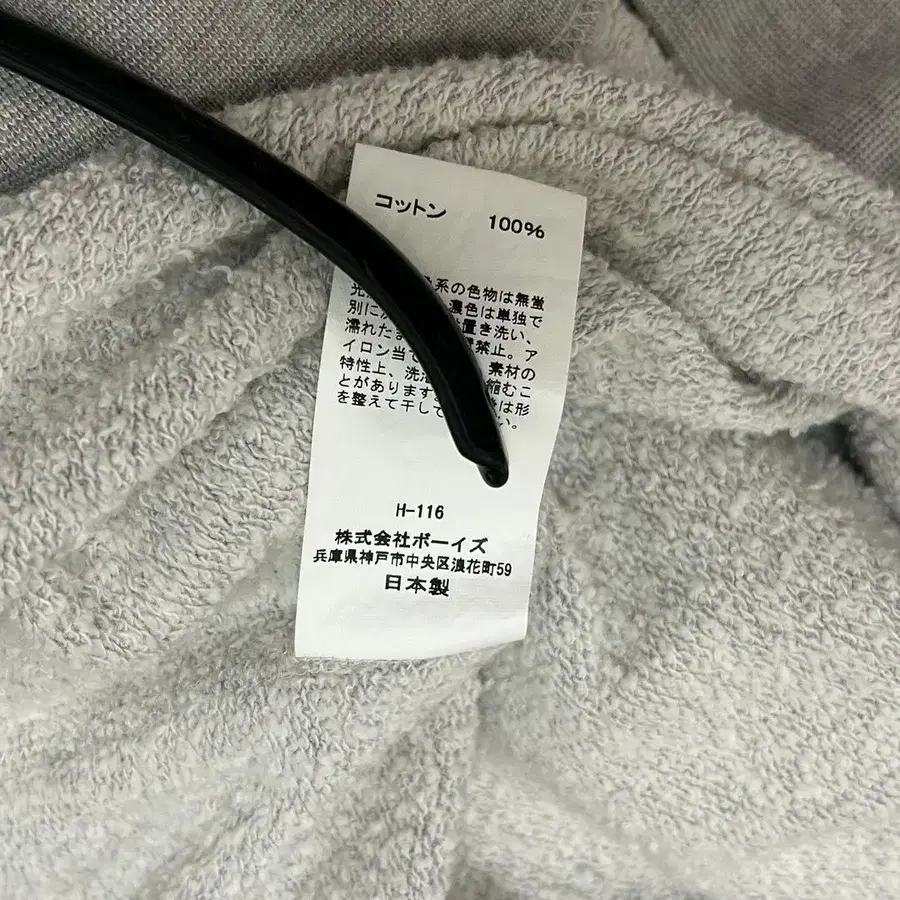 コットン 100%
系の色物は無蛍
光 濃色は単独で
別に 置き洗い、
濡れたま 禁止。ア
イロン当て 素材の
特性上、洗 縮むこ
とがあります は形
を整えて干して い。
H-116
株式会社ボーイズ
兵庫県神戸市中央区浪花町59
日本製